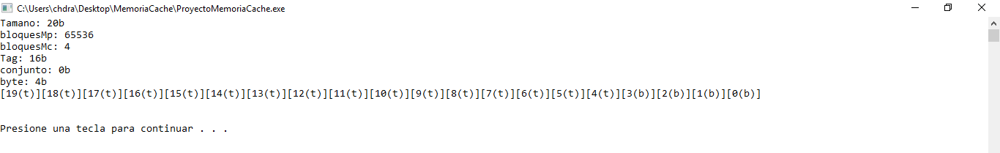 C:\Users\chdra\Desktop\MemoriaCache\ProyectoMemoriaCache.exe
Tamano: 20b
bloquesMp: 65536
bloquesMc: 4
Tag: 16b
conjunto: 0b
byte: 4b
[19(t)][18(t)][17(t)][16(t)][15(t)][14(t)][13(t)][12(t)][11(t)][10(t)][9(t)][8(t)][7(t)][6(t)][5(t)][4(t)][3(b)][2(b)][1(b)][0(b)]
Presione una tecla para continuar . . .